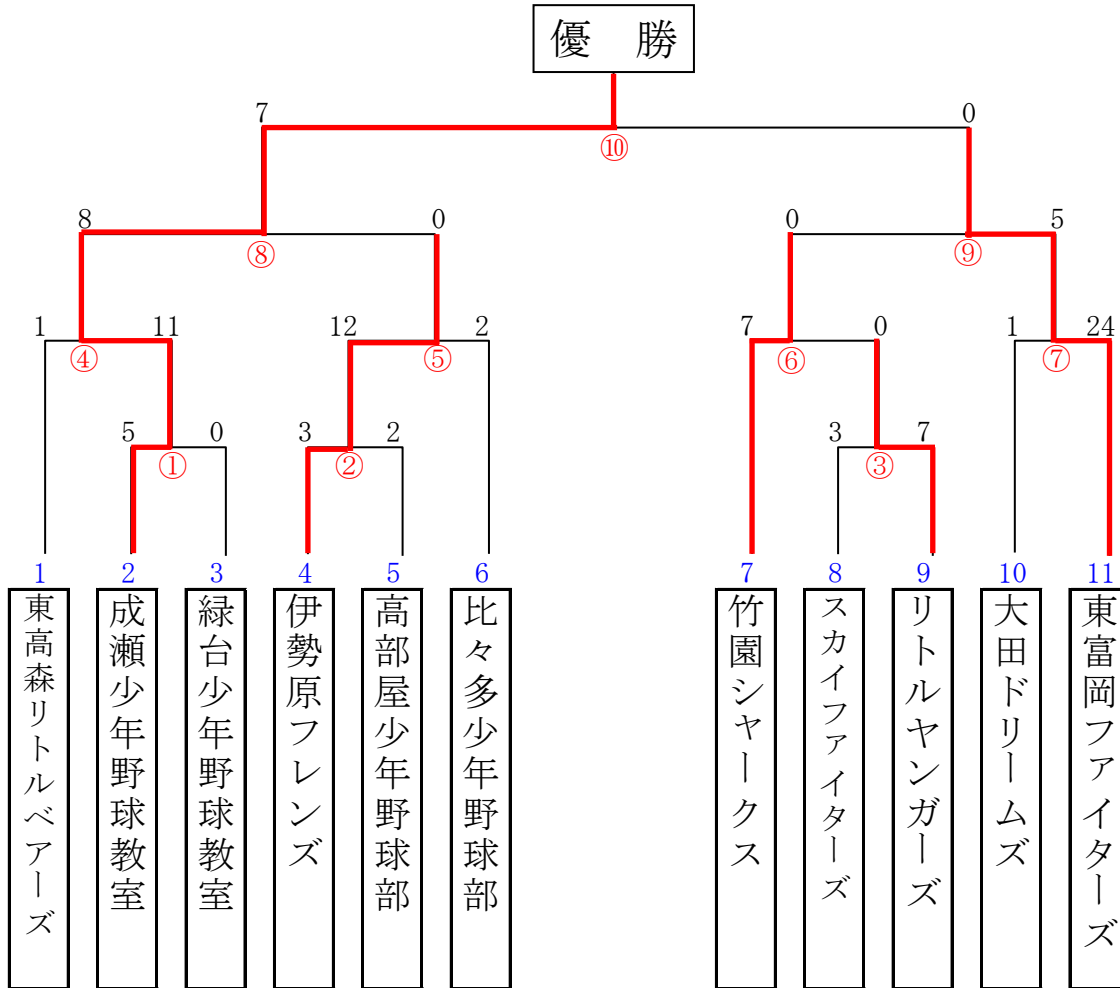 優　勝
7 0
⑩
8 0 0 5
⑧ ⑨
1 11 12 2 7 0 1 24
④ ⑤ ⑥ ⑦
5 0 3 2 3 7
① ② ③
1 2 3 4 5 6 7 8 9 10 11
東高森リトルベアーズ
成瀬少年野球教室
緑台少年野球教室
伊勢原フレンズ
高部屋少年野球部
比々多少年野球部
竹園シャークス
スカイファイターズ
リトルヤンガーズ
大田ドリームズ
東富岡ファイターズ